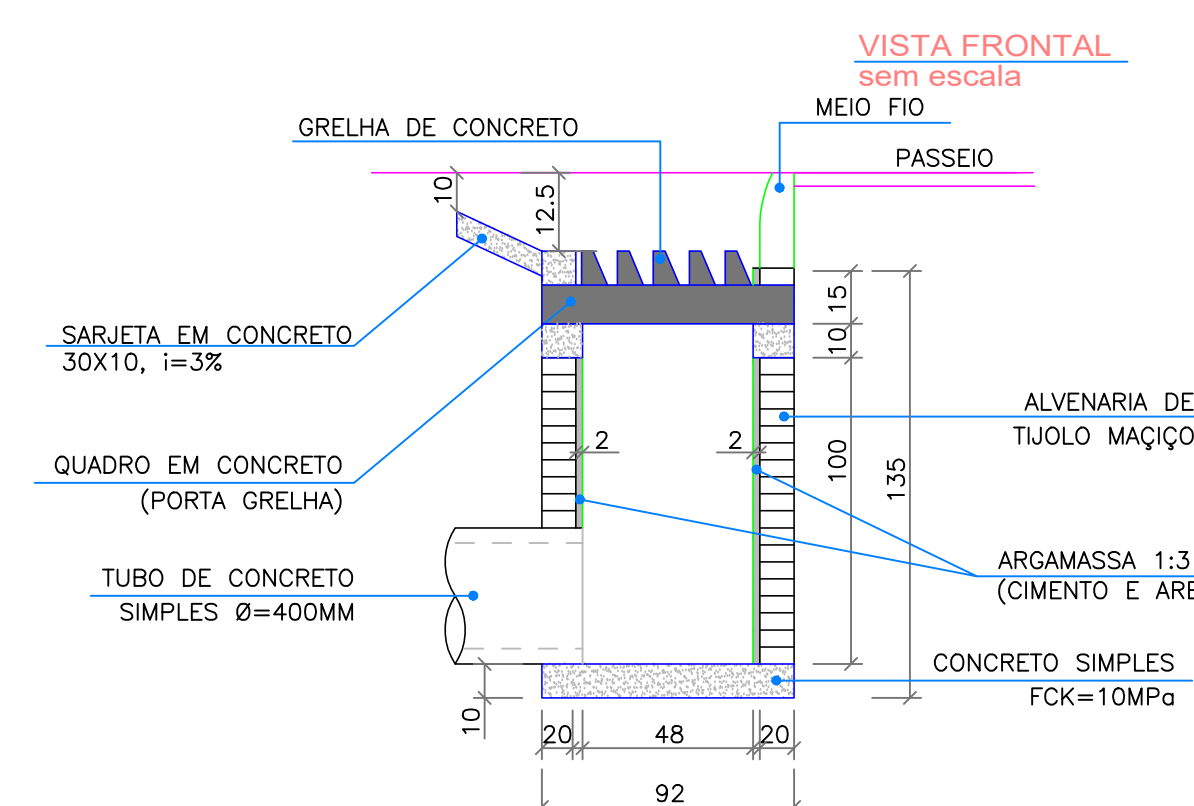 VISTA FRONTAL
sem escala
MEIO FIO
GRELHA DE CONCRETO
PASSEIO
10
12.5
15
10
SARJETA EM CONCRETO
30X10, i=3%
ALVENARIA DE
TIJOLO MAÇIÇO
2
2
100
135
QUADRO EM CONCRETO
(PORTA GRELHA)
ARGAMASSA 1:3
(CIMENTO E ARE
TUBO DE CONCRETO
SIMPLES Ø=400MM
CONCRETO SIMPLES
FCK=10MPa
10
20
48
20
92